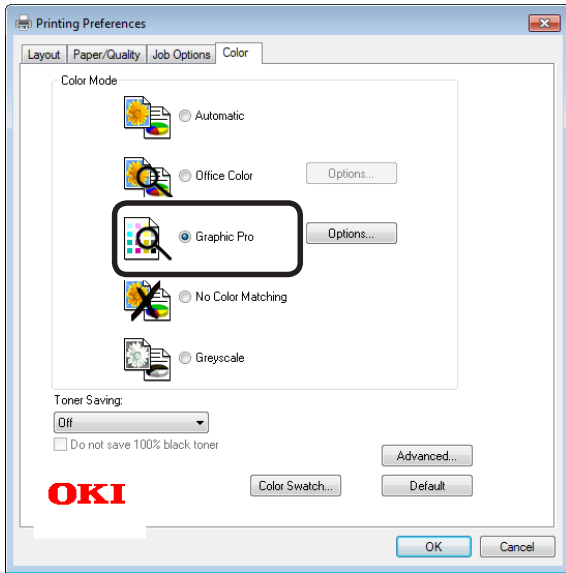 Printing Preferences
Layout Paper/Quality Job Options Color
Color Mode
Automatic
Office Color Options...
Graphic Pro Options...
No Color Matching
Greyscale
Toner Saving:
Off
Do not save 100% black toner
Advanced...
OKI Color Swatch... Default
OK Cancel